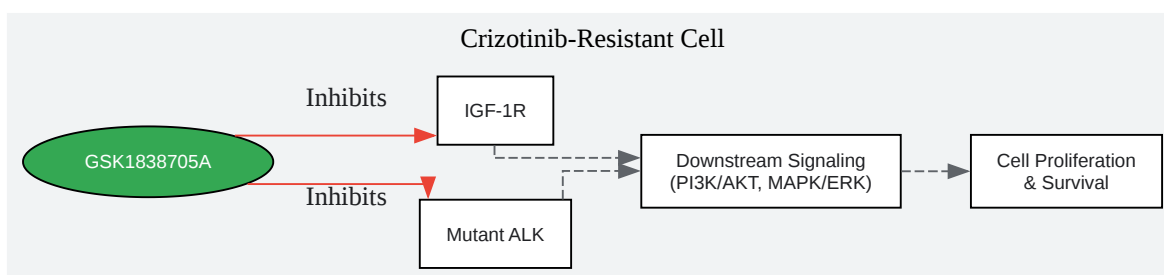 Crizotinib-Resistant Cell
Inhibits
IGF-1R
GSK1838705A
Downstream Signaling
(PI3K/AKT, MAPK/ERK)
Cell Proliferation
& Survival
Inhibits
Mutant ALK